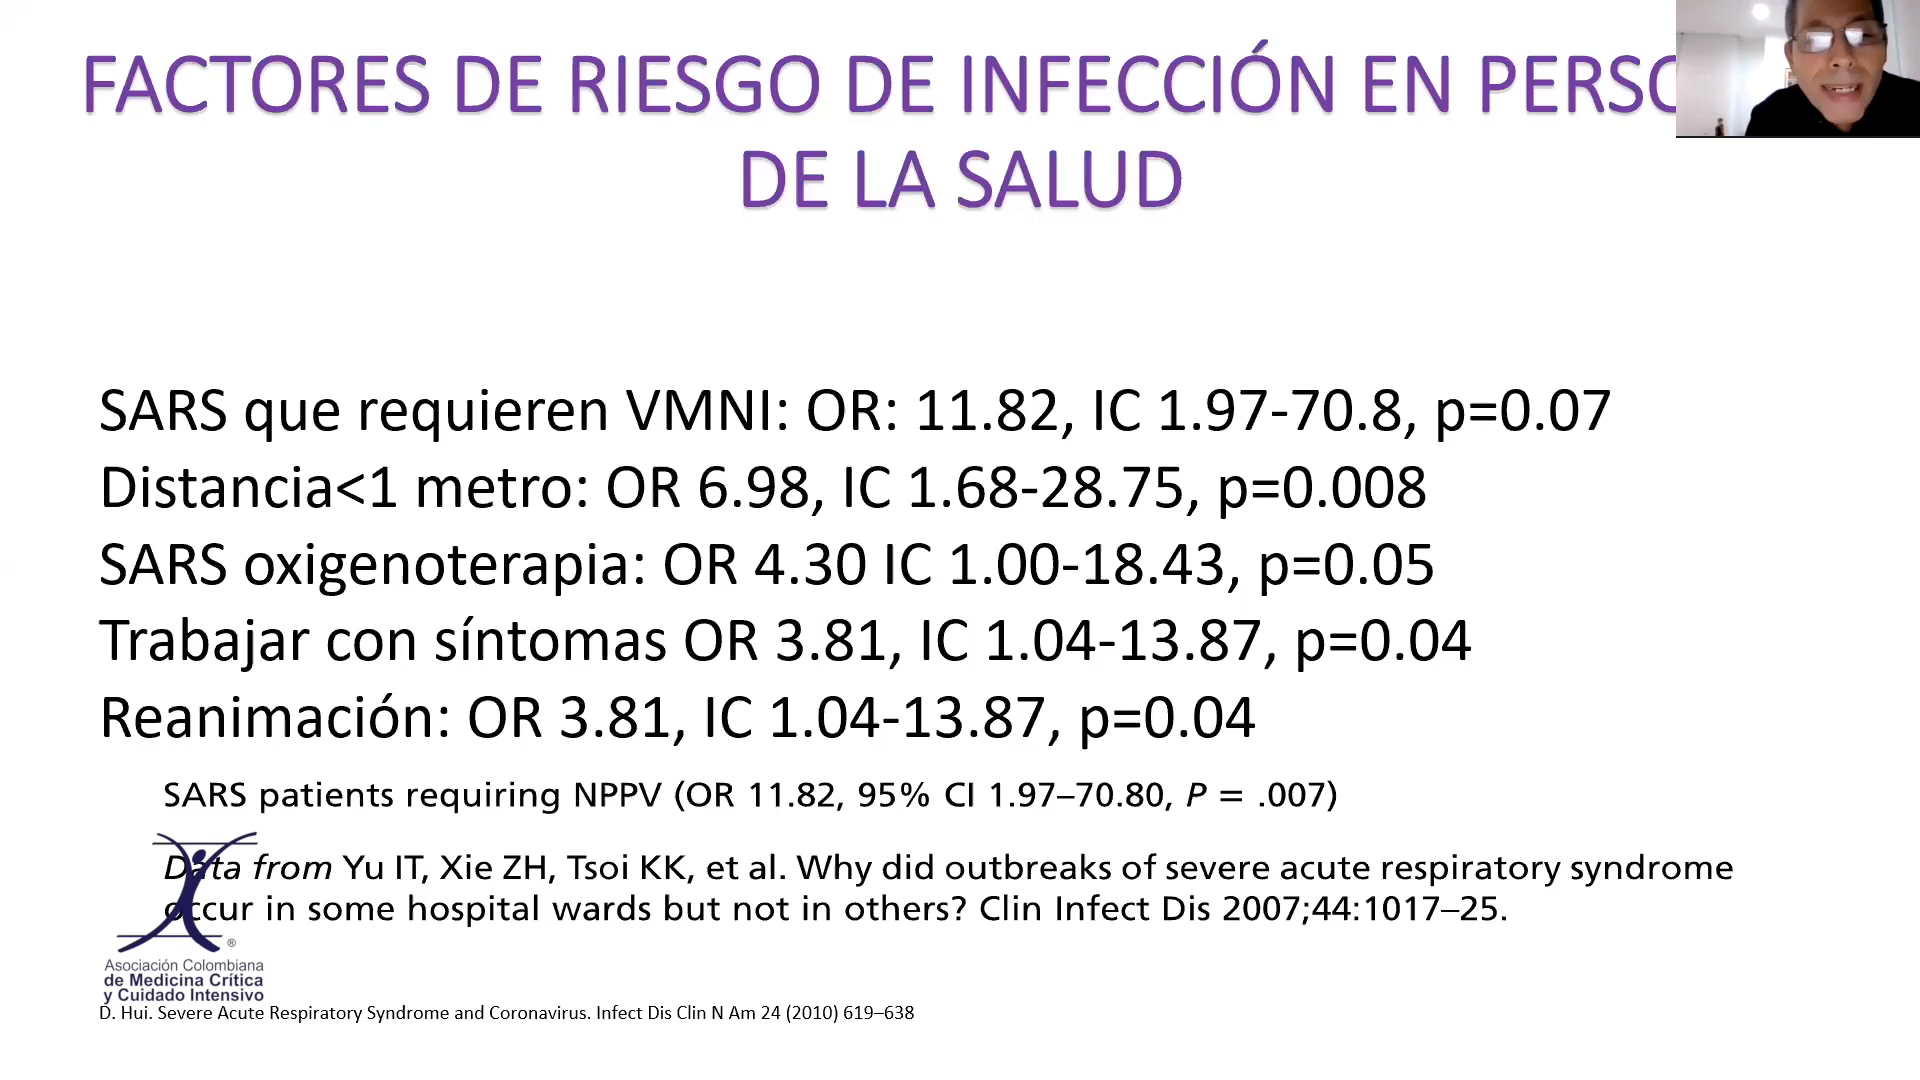 FACTORES DE RIESGO DE INFECCIÓN EN
DE LA SALUD
SARS que requieren VMNI: OR: 11.82, IC 1.97-70.8, p=0.07
Distancia<1 metro: OR 6.98, IC 1.68-28.75, p=0.008
SARS oxigenoterapia: OR 4.30 IC 1.00-18.43, p=0.05
Trabajar con síntomas OR 3.81, IC 1.04-13.87, p=0.04
Reanimación: OR 3.81, IC 1.04-13.87, p=0.04
SARS patients requiring NPPV (OR 11.82, 95% CI 1.97–70.80, P = .007)
Data from Yu IT, Xie ZH, Tsoi KK, et al. Why did outbreaks of severe acute respiratory syndrome
occur in some hospital wards but not in others? Clin Infect Dis 2007;44:1017–25.
®
Asociación Colombiana
de Medicina Crítica
y Cuidado Intensivo
D. Hui. Severe Acute Respiratory Syndrome and Coronavirus. Infect Dis Clin N Am 24 (2010) 619–638